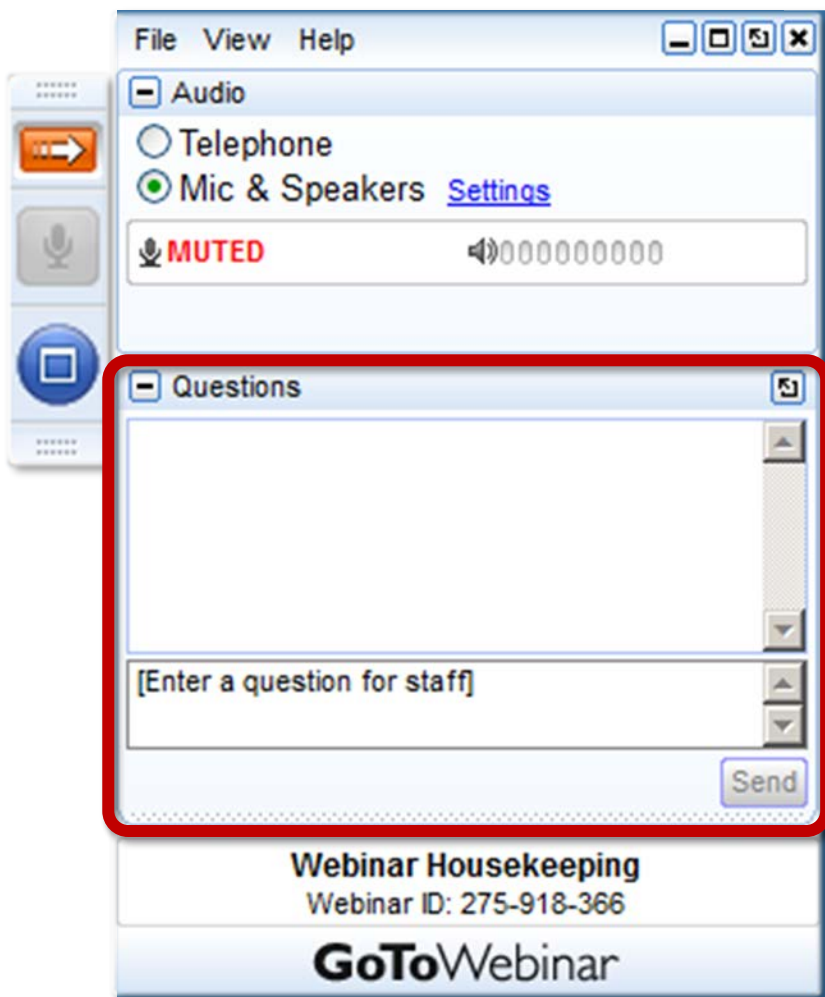 File View Help
Audio
Telephone
Mic & Speakers Settings
MUTED 000000000
Questions
[Enter a question for staff]
Send
Webinar Housekeeping
Webinar ID: 275-918-366
GoToWebinar